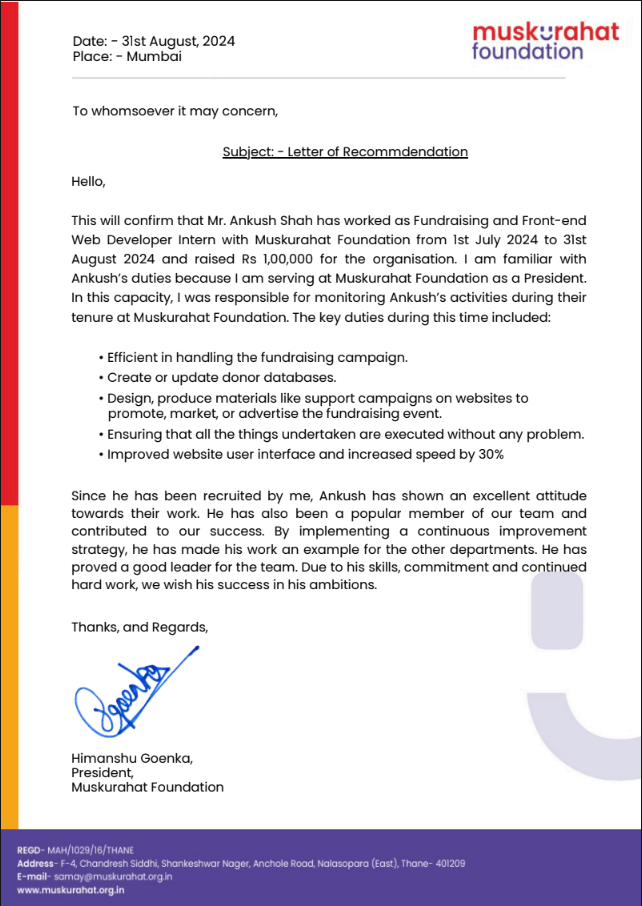 Date: - 31st August, 2024
Place: - Mumbai
muskurahat
foundation
To whomsoever it may concern,
Subject: - Letter of Recommdendation
Hello,
This will confirm that Mr. Ankush Shah has worked as Fundraising and Front-end
Web Developer Intern with Muskurahat Foundation from 1st July 2024 to 31st
August 2024 and raised Rs 1,00,000 for the organisation. I am familiar with
Ankush's duties because I am serving at Muskurahat Foundation as a President.
In this capacity, I was responsible for monitoring Ankush's activities during their
tenure at Muskurahat Foundation. The key duties during this time included:
• Efficient in handling the fundraising campaign.
• Create or update donor databases.
• Design, produce materials like support campaigns on websites to
promote, market, or advertise the fundraising event.
• Ensuring that all the things undertaken are executed without any problem.
• Improved website user interface and increased speed by 30%
Since he has been recruited by me, Ankush has shown an excellent attitude
towards their work. He has also been a popular member of our team and
contributed to our success. By implementing a continuous improvement
strategy, he has made his work an example for the other departments. He has
proved a good leader for the team. Due to his skills, commitment and continued
hard work, we wish his success in his ambitions.
Thanks, and Regards,
Goenka
Himanshu Goenka,
President,
Muskurahat Foundation
REGD- MAH/1029/16/THANE
Address- F-4, Chandresh Siddhi, Shankeshwar Nager, Anchole Road, Nalasopara (East), Thane- 401209
E-mail- samay@muskurahat.org.in
www.muskurahat.org.in